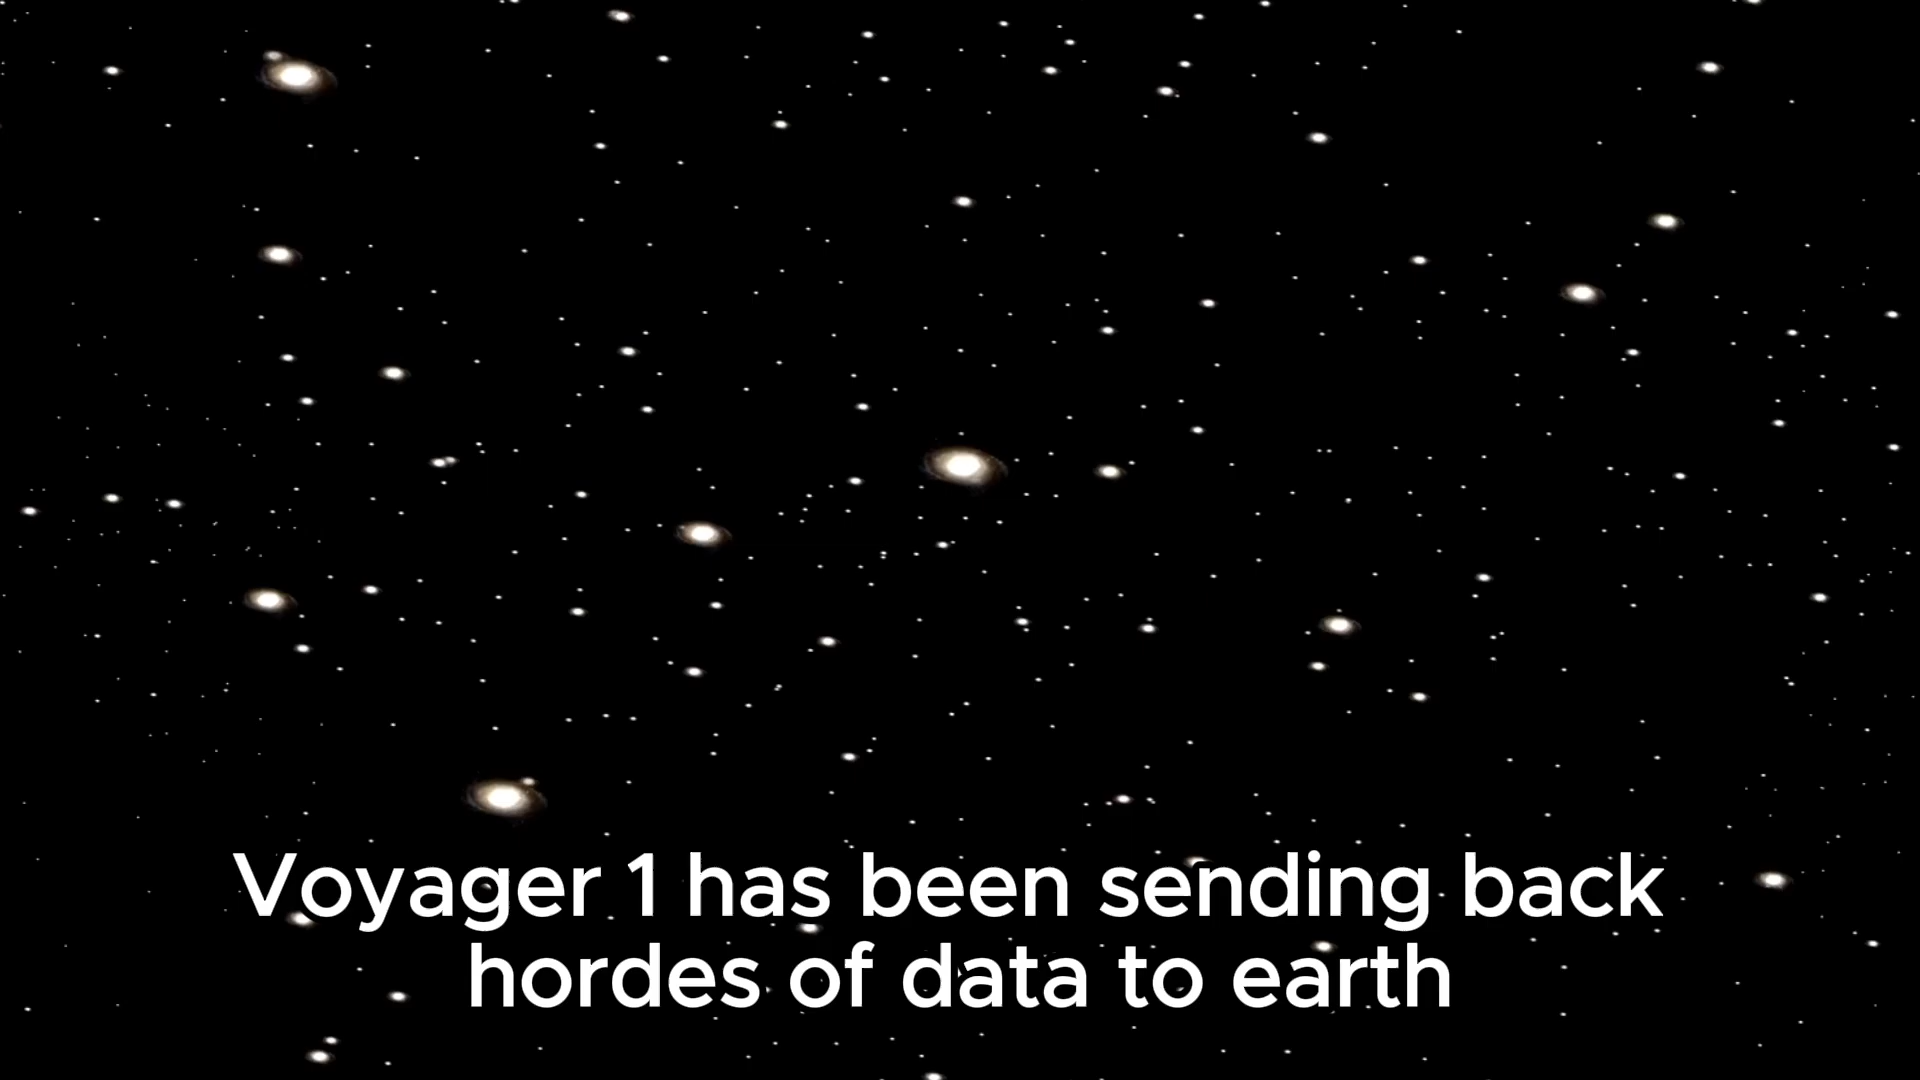 Voyager 1 has been sending back
hordes of data to earth